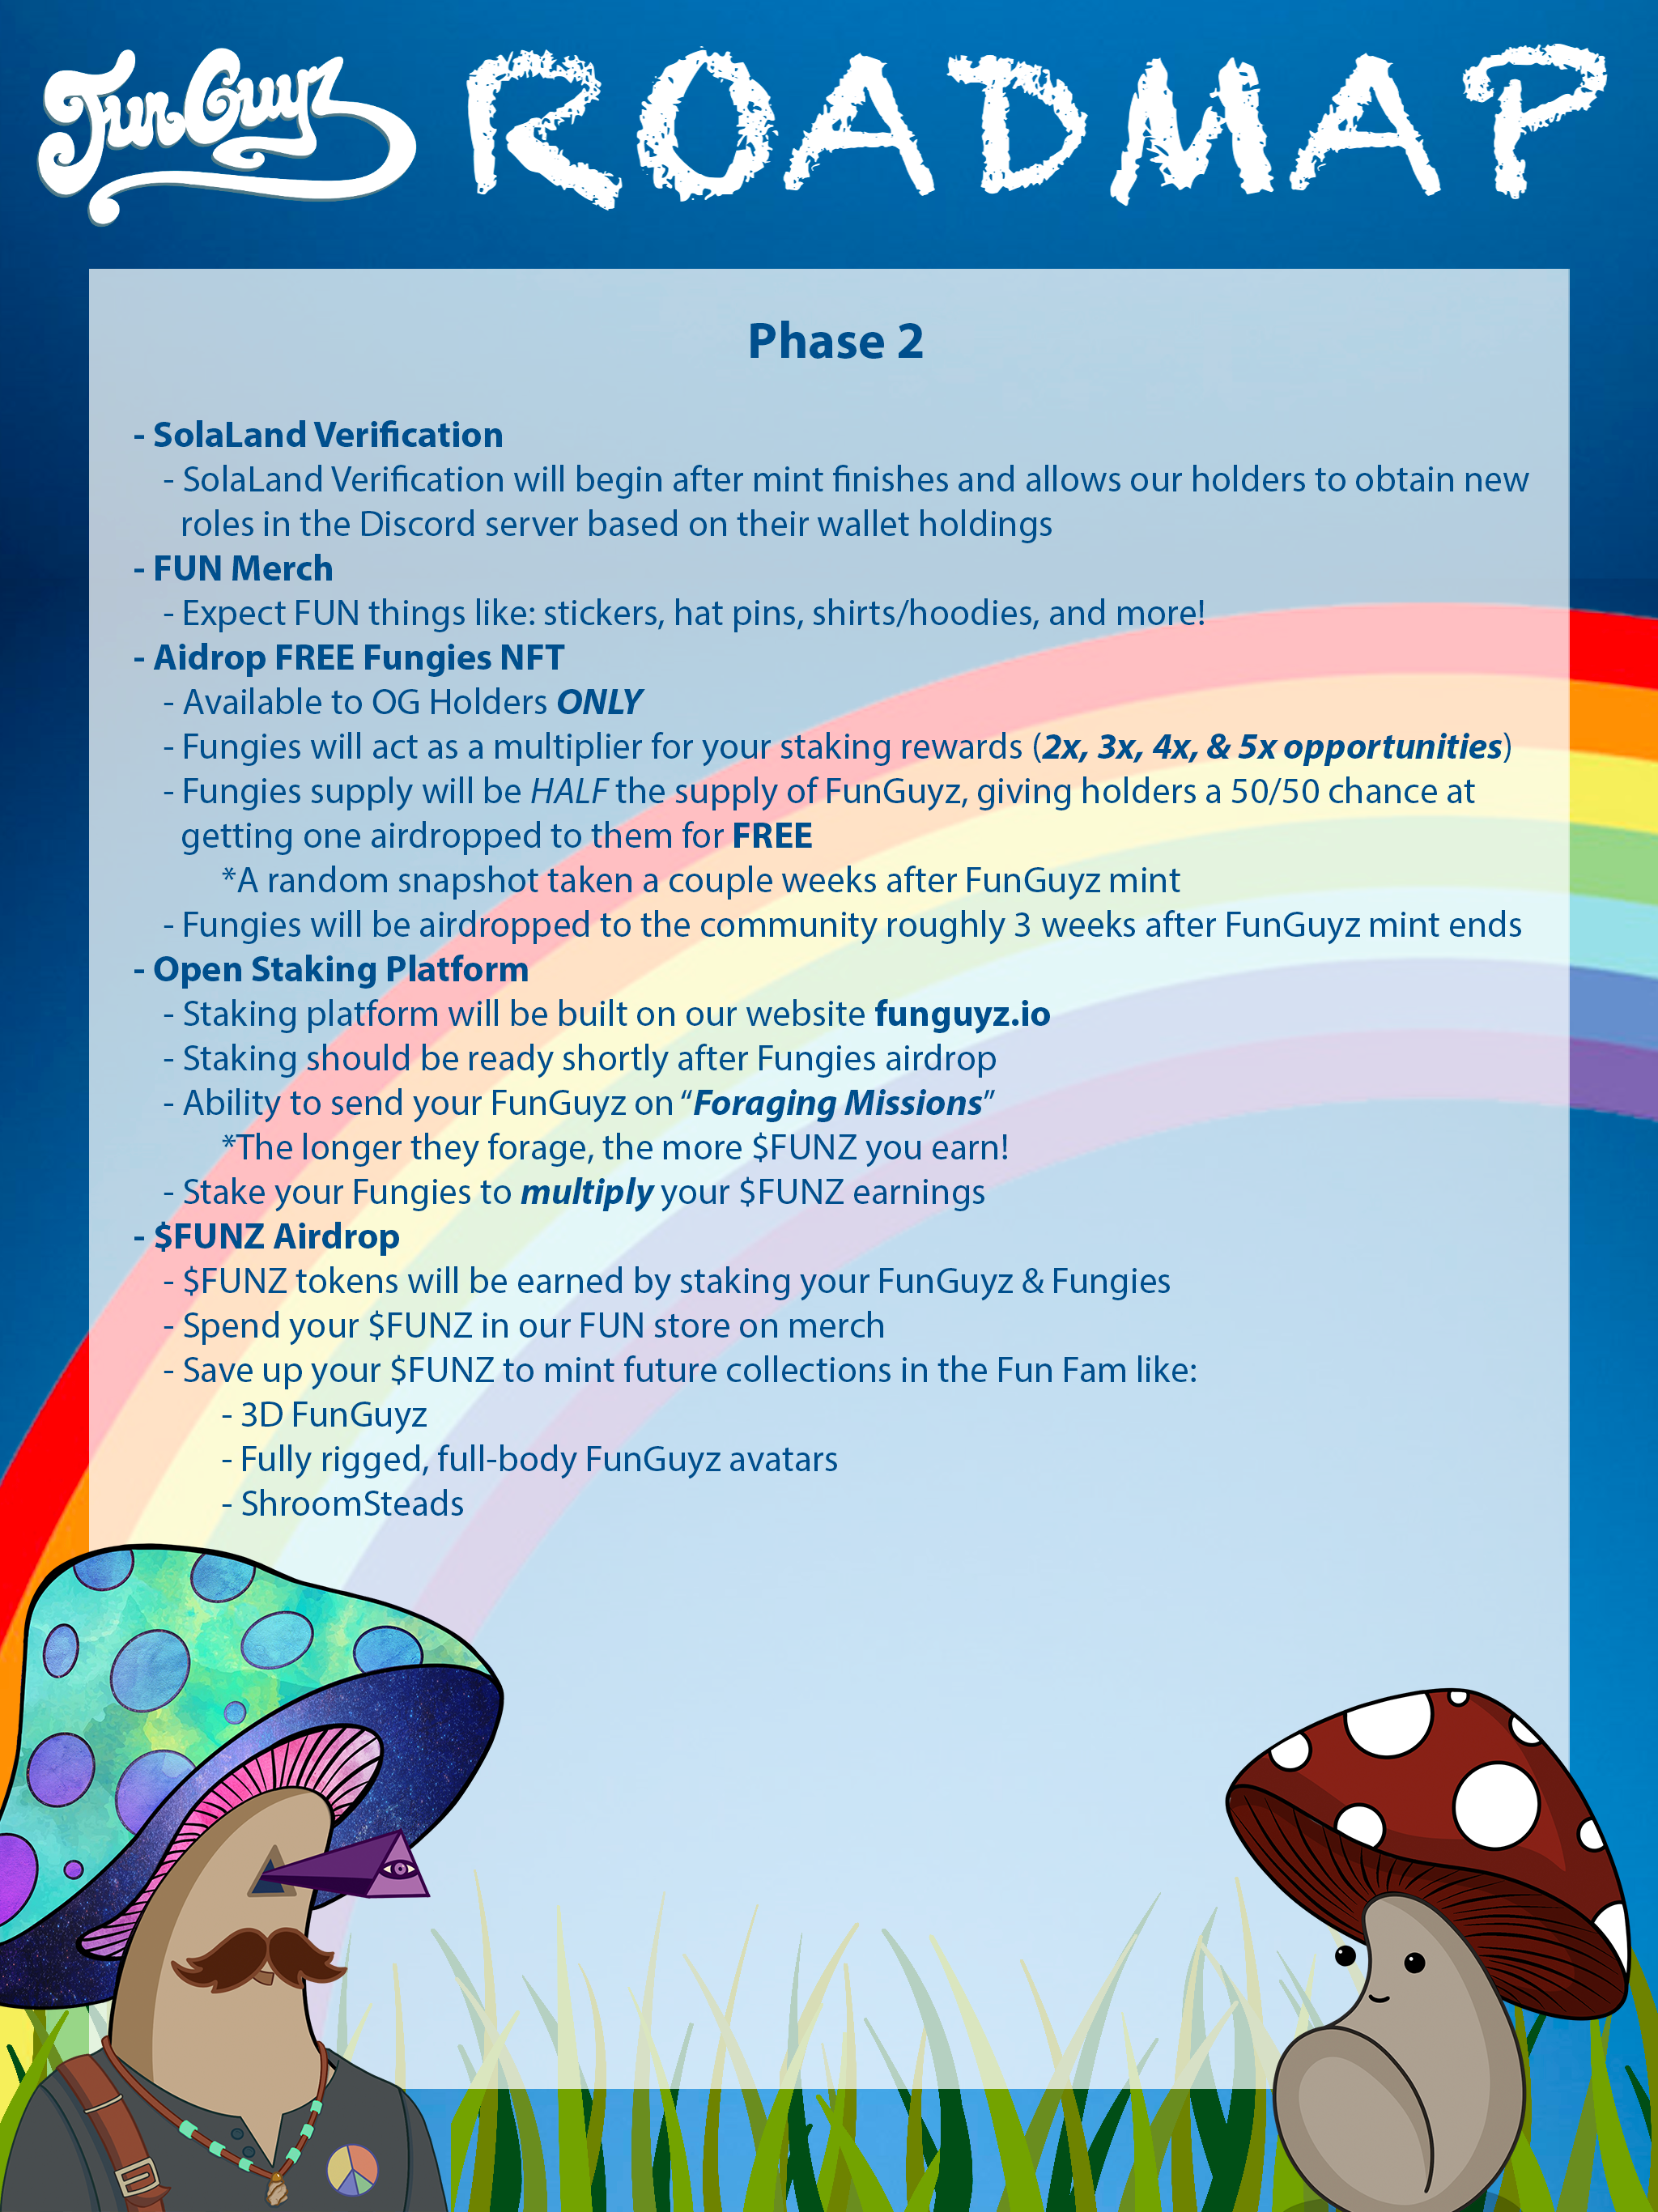 FunGuyz ROADMAP
Phase 2
- SolaLand Verification
- SolaLand Verification will begin after mint finishes and allows our holders to obtain new
roles in the Discord server based on their wallet holdings
- FUN Merch
- Expect FUN things like: stickers, hat pins, shirts/hoodies, and more!
- Aidrop FREE Fungies NFT
- Available to OG Holders ONLY
- Fungies will act as a multiplier for your staking rewards (2x, 3x, 4x, & 5x opportunities)
- Fungies supply will be HALF the supply of FunGuyz, giving holders a 50/50 chance at
getting one airdropped to them for FREE
*A random snapshot taken a couple weeks after FunGuyz mint
- Fungies will be airdropped to the community roughly 3 weeks after FunGuyz mint ends
- Open Staking Platform
- Staking platform will be built on our website funguyz.io
- Staking should be ready shortly after Fungies airdrop
- Ability to send your FunGuyz on “Foraging Missions”
*The longer they forage, the more $FUNZ you earn!
- Stake your Fungies to multiply your $FUNZ earnings
- $FUNZ Airdrop
- $FUNZ tokens will be earned by staking your FunGuyz & Fungies
- Spend your $FUNZ in our FUN store on merch
- Save up your $FUNZ to mint future collections in the Fun Fam like:
- 3D FunGuyz
- Fully rigged, full-body FunGuyz avatars
- ShroomSteads